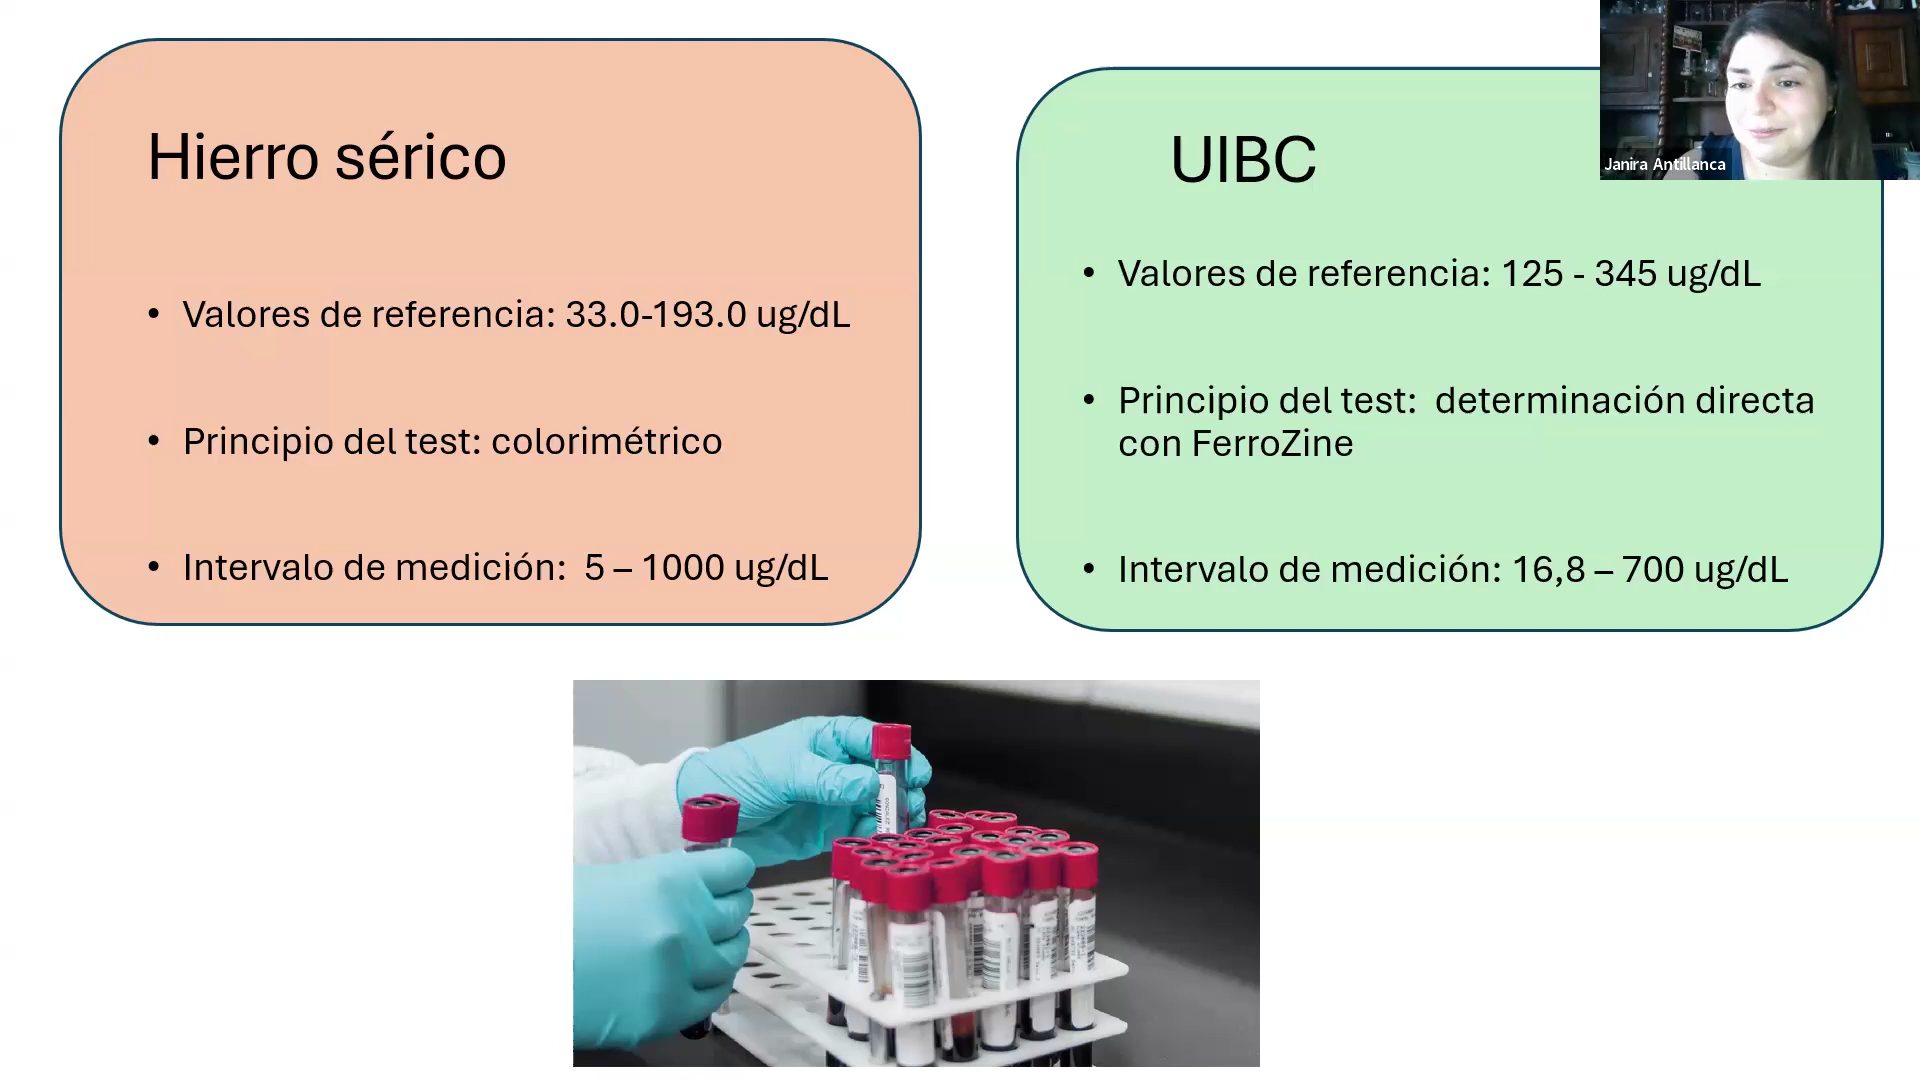 Hierro sérico
• Valores de referencia: 33.0-193.0 ug/dL
• Principio del test: colorimétrico
• Intervalo de medición:  5 – 1000 ug/dL
UIBC
• Valores de referencia: 125 - 345 ug/dL
• Principio del test:  determinación directa
con FerroZine
• Intervalo de medición: 16,8 – 700 ug/dL
Janira Antillanca